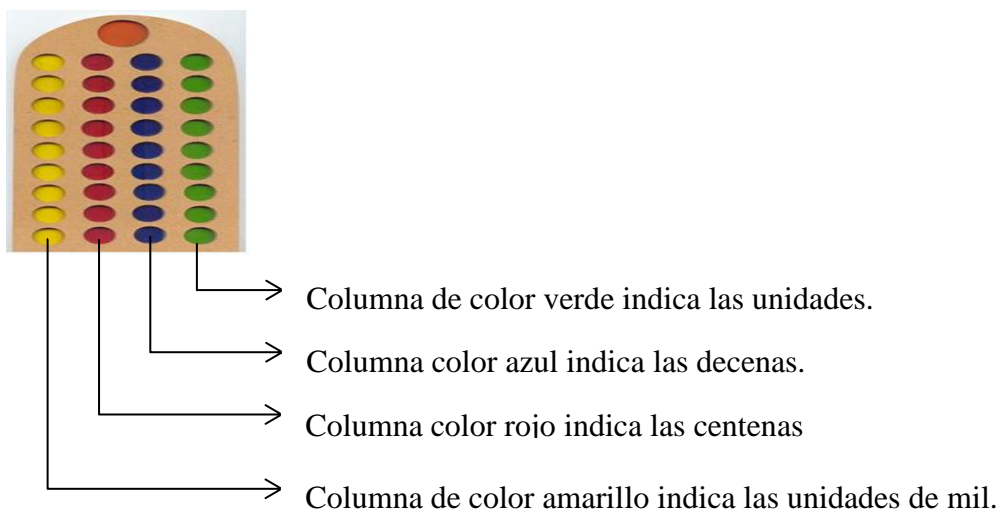 Columna de color verde indica las unidades.
Columna color azul indica las decenas.
Columna color rojo indica las centenas
Columna de color amarillo indica las unidades de mil.